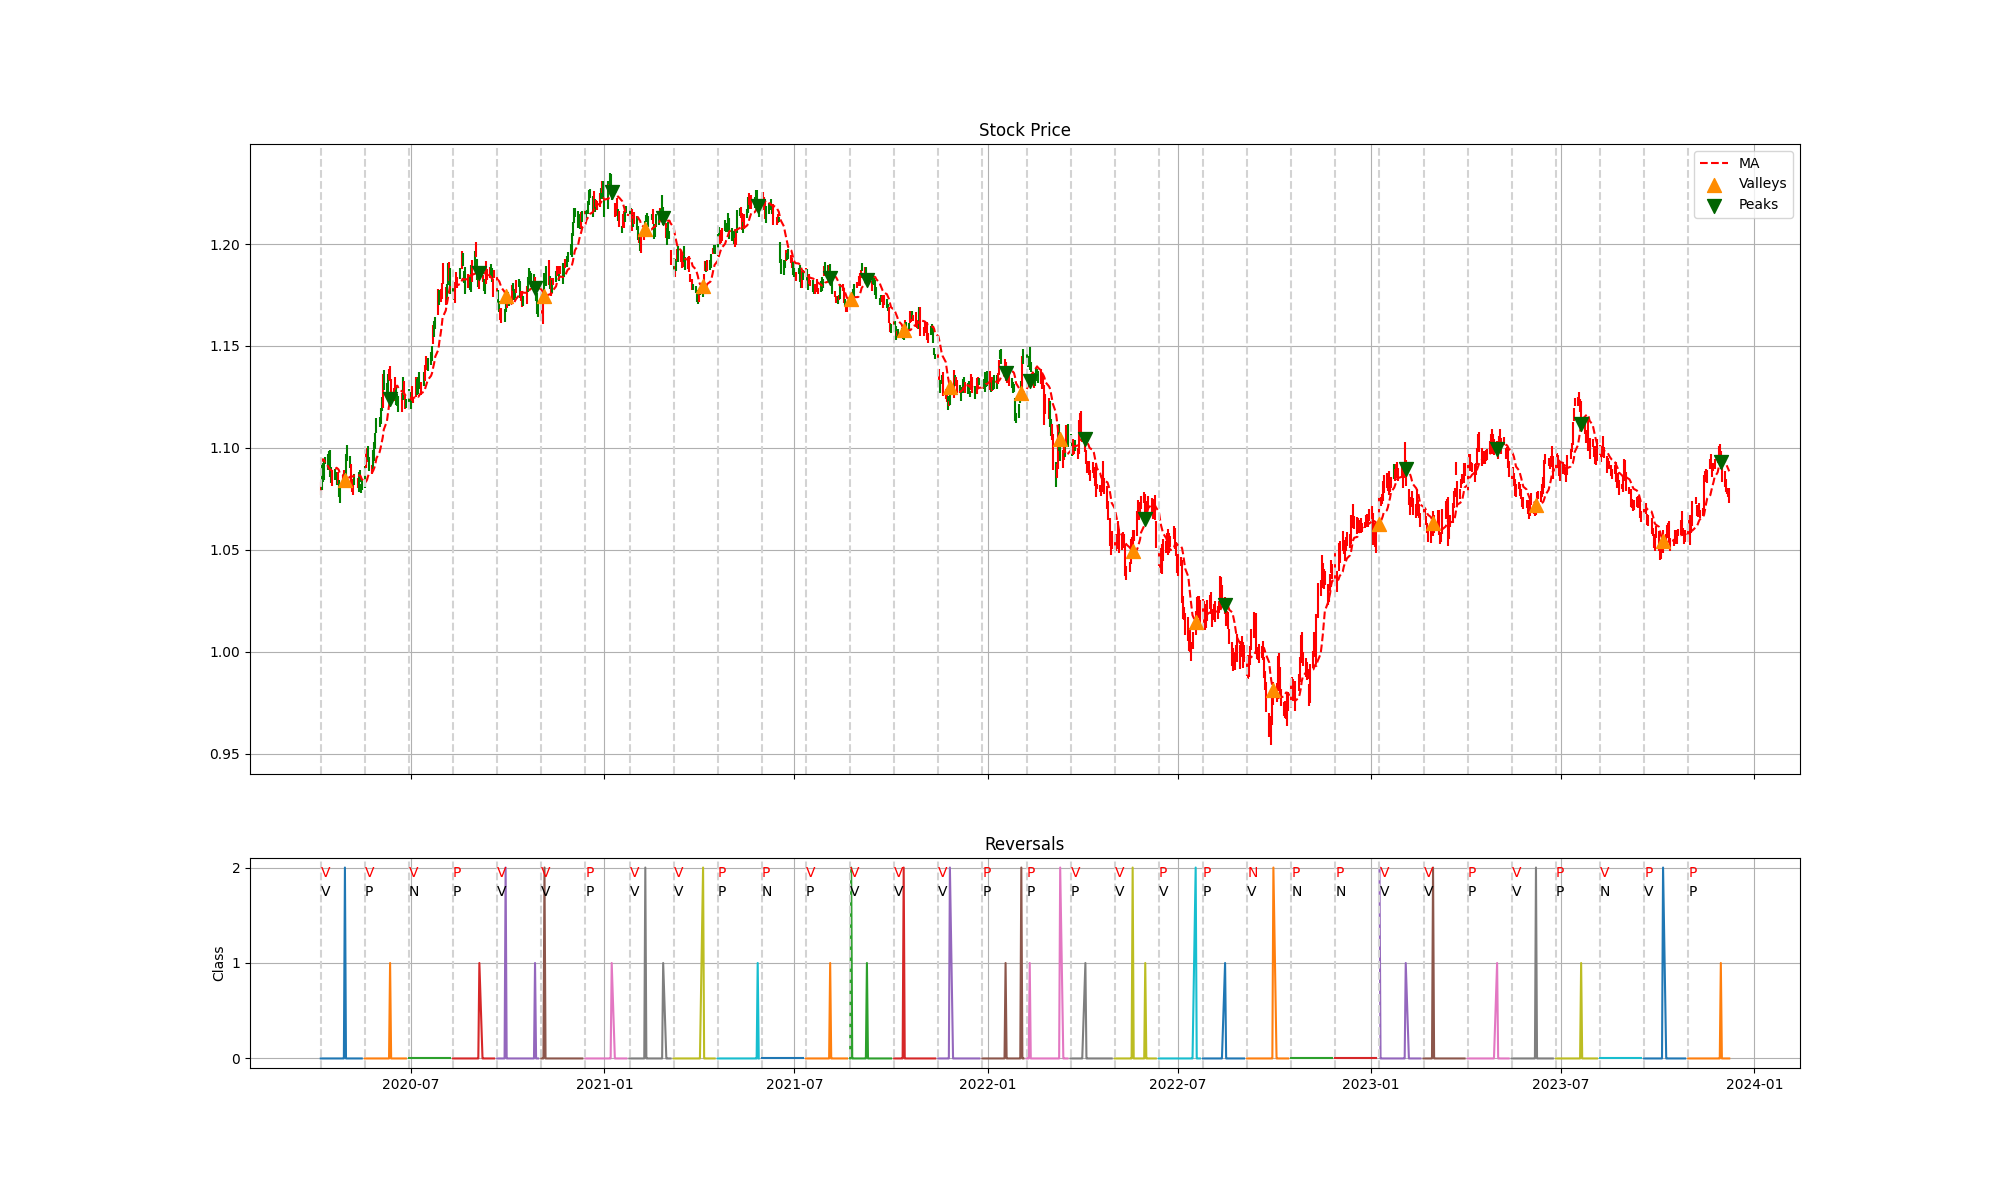 Stock Price
MA
Valleys
Peaks
1.20
1.15
1.10
1.05
1.00
0.95
Reversals
V V V P V V P V V P P V V V V P P V V P P N P P V V P V P V P P
V P N P V V P V V P N P V V V P P P V V P V N N V V P V P N V P
Class
2
1
0
2020-07 2021-01 2021-07 2022-01 2022-07 2023-01 2023-07 2024-01